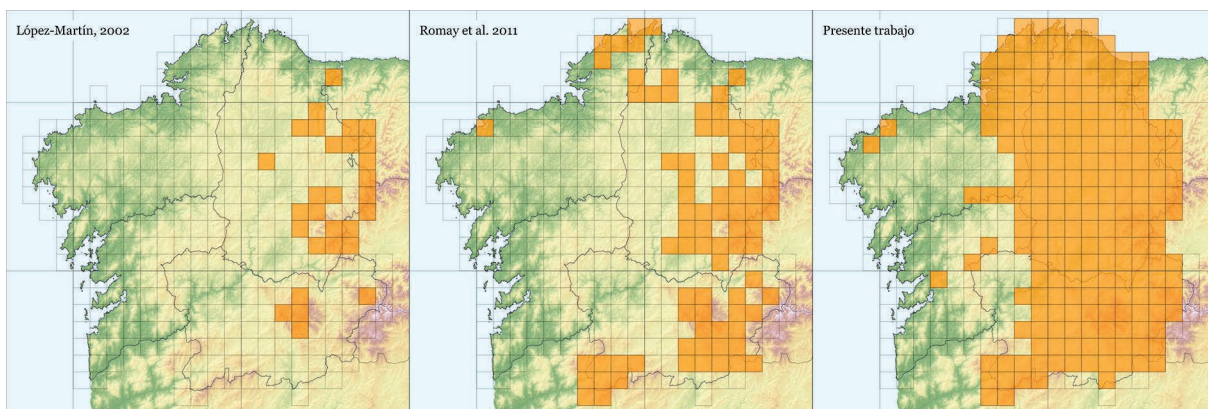 López-Martín, 2002
Romay et al. 2011
Presente trabajo